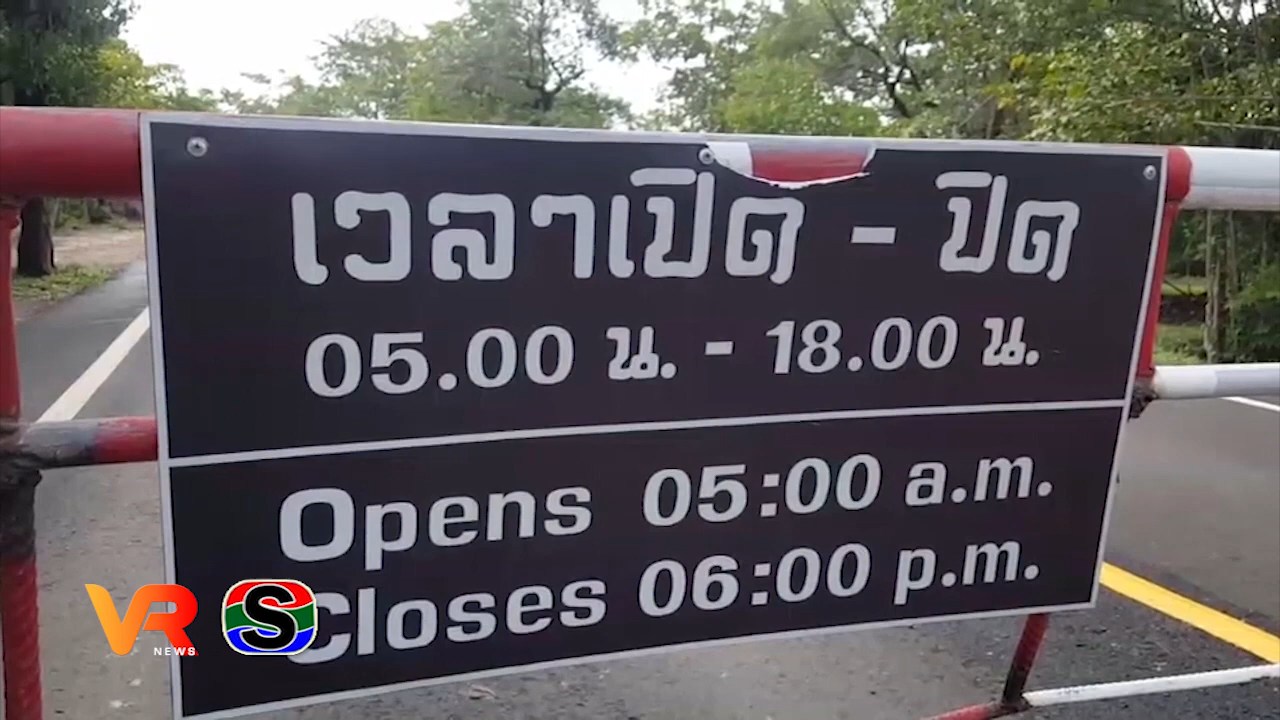 เวลาเปิด - ปิด
05.00 น. - 18.00 น.
Opens 05:00 a.m.
Closes 06:00 p.m.
VR NEWS S